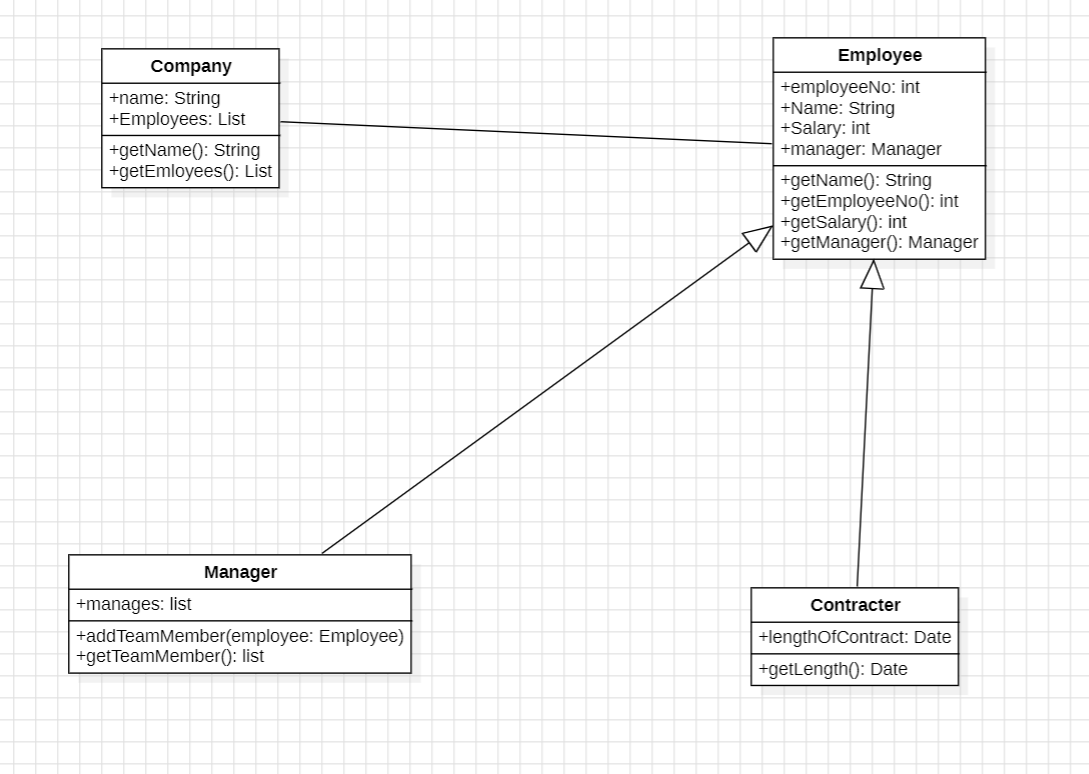 Company
+name: String
+Employees: List
+getName(): String
+getEmloyees(): List
Employee
+employeeNo: int
+Name: String
+Salary: int
+manager: Manager
+getName(): String
+getEmployeeNo(): int
+getSalary(): int
+getManager(): Manager
Manager
+manages: list
+addTeamMember(employee: Employee)
+getTeamMember(): list
Contracter
+lengthOfContract: Date
+getLength(): Date